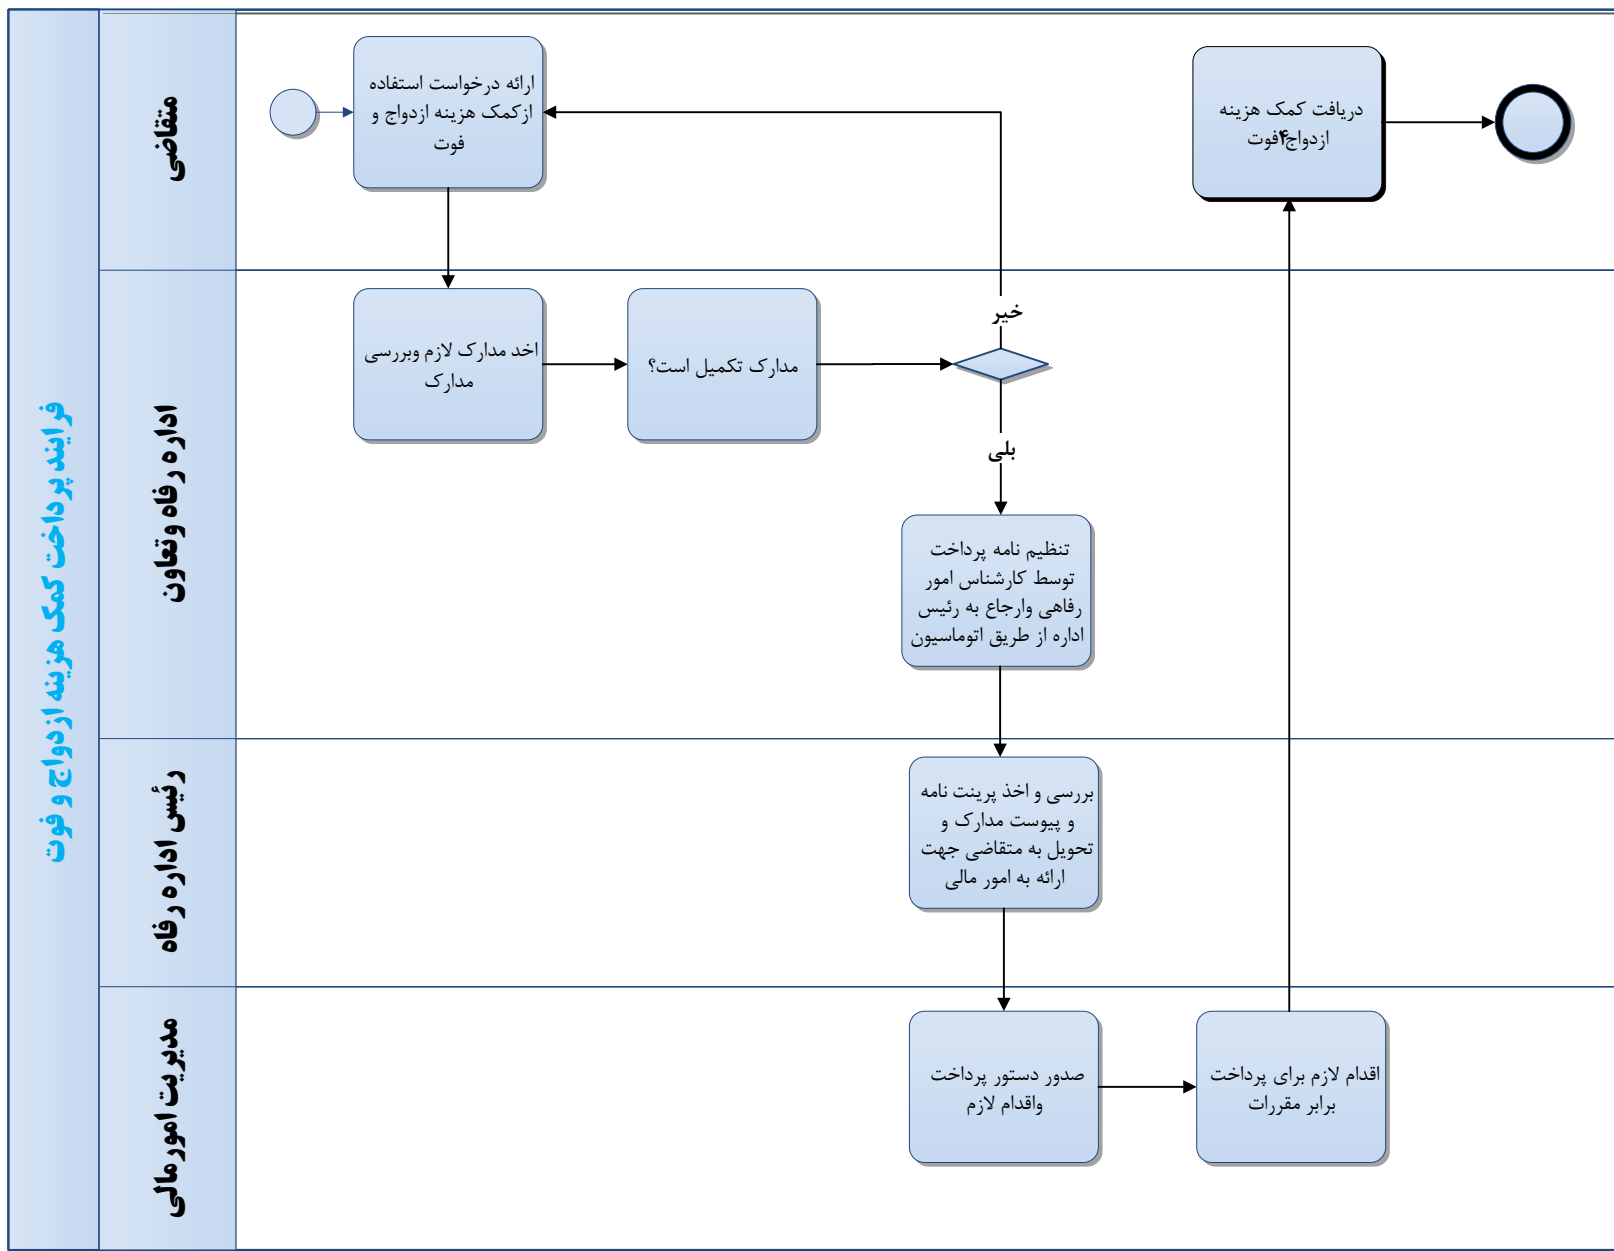 فرایند پرداخت کمک هزینه ازدواج و فوت
متقاضی
ارائه درخواست استفاده
ازکمک هزینه ازدواج و
فوت
دریافت کمک هزینه
ازدواج۴فوت
اداره رفاه وتعاون
اخد مدارک لازم وبررسی
مدارک
مدارک تکمیل است؟
خیر
بلی
تنظیم نامه پرداخت
توسط کارشناس امور
رفاهی وارجاع به رئیس
اداره از طریق اتوماسیون
رئیس اداره رفاه
بررسی و اخذ پرینت نامه
و پیوست مدارک و
تحویل به متقاضی جهت
ارائه به امور مالی
مدیریت امورمالی
صدور دستور پرداخت
واقدام لازم
اقدام لازم برای پرداخت
برابر مقررات